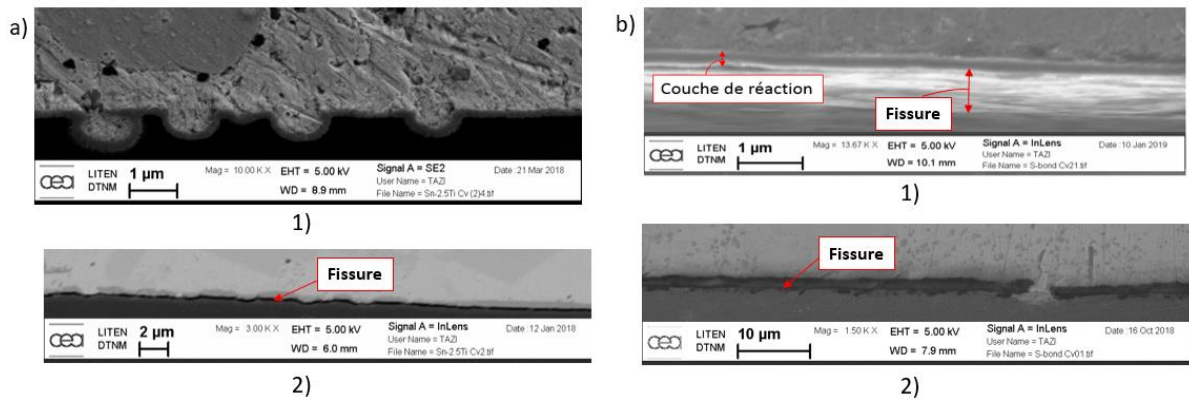 a)
cea
LITEN
DTNM
1 µm
Mag = 10.00 K X
EHT = 5.00 kV
WD = 8.9 mm
Signal A = SE2
User Name = TAZI
File Name = Sn-2.5Ti Cv (2)4.tif
Date :21 Mar 2018
1)
Fissure
cea
LITEN
DTNM
2 µm
Mag = 3.00 K X
EHT = 5.00 kV
WD = 6.0 mm
Signal A = InLens
User Name = TAZI
File Name = Sn-2.5Ti Cv2.tif
Date :12 Jan 2018
2)
b)
Couche de réaction
Fissure
cea
LITEN
DTNM
1 µm
Mag = 13.67 K X
EHT = 5.00 kV
WD = 10.1 mm
Signal A = InLens
User Name = TAZI
File Name = S-bond Cv21.tif
Date :10 Jan 2019
1)
Fissure
cea
LITEN
DTNM
10 µm
Mag = 1.50 K X
EHT = 5.00 kV
WD = 7.9 mm
Signal A = InLens
User Name = TAZI
File Name = S-bond Cv01.tif
Date :16 Oct 2018
2)